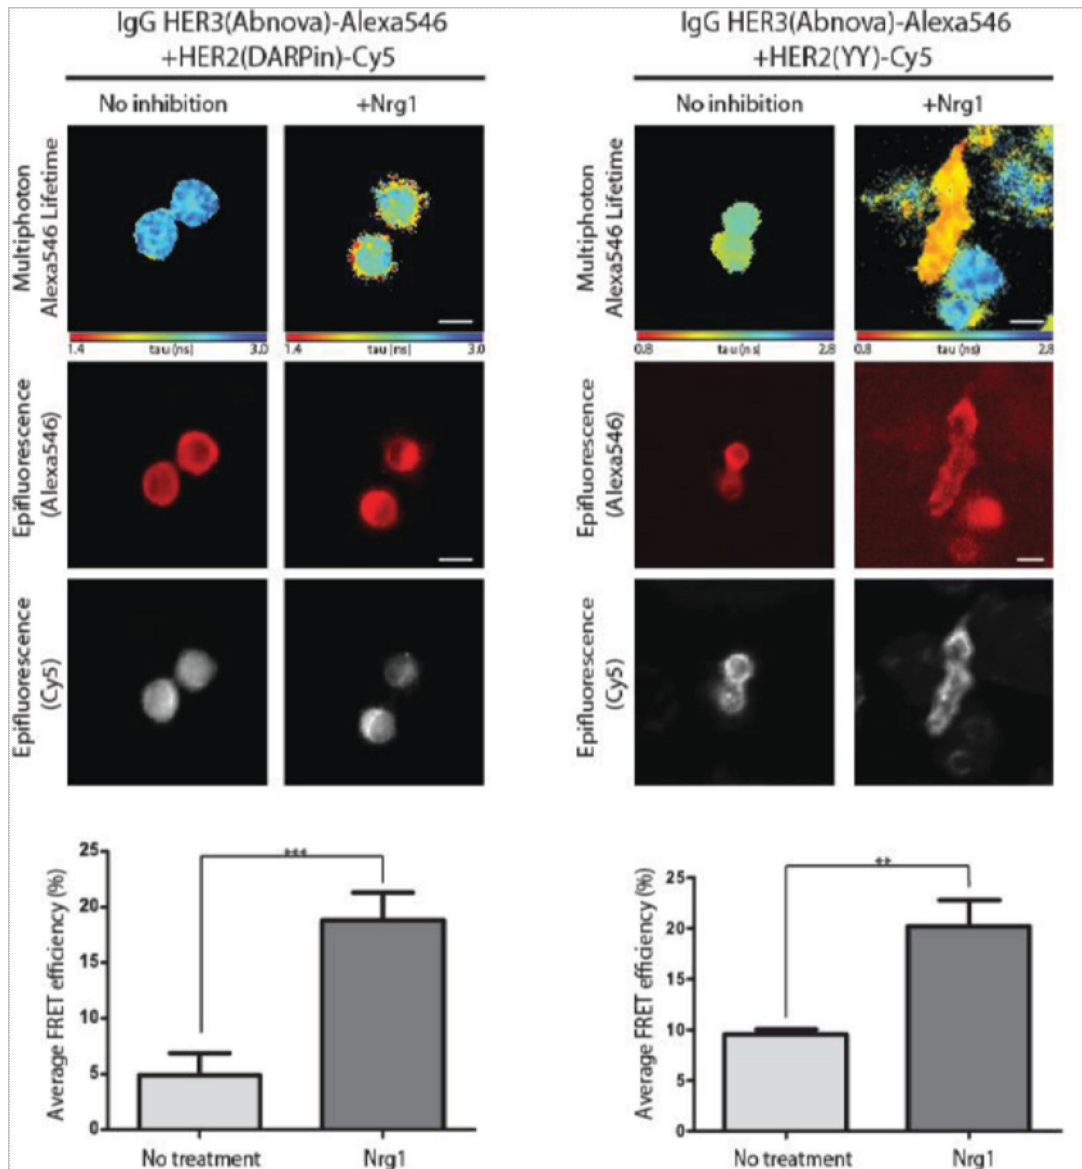 IgG HER3(Abnova)-Alexa546
+HER2(DARPin)-Cy5
No inhibition
+Nrg1
Multiphoton
Alexa546 Lifetime
1.4
tau (ns)
3.0
1.4
tau (ns)
3.0
Epifluorescence
(Alexa546)
Epifluorescence
(Cy5)
Average FRET efficiency (%)
25
20
15
10
5
0
***
No treatment
Nrg1
IgG HER3(Abnova)-Alexa546
+HER2(YY)-Cy5
No inhibition
+Nrg1
Multiphoton
Alexa546 Lifetime
0.8
tau (ns)
2.8
0.8
tau (ns)
2.8
Epifluorescence
(Alexa546)
Epifluorescence
(Cy5)
Average FRET efficiency (%)
25
20
15
10
5
0
**
No treatment
Nrg1